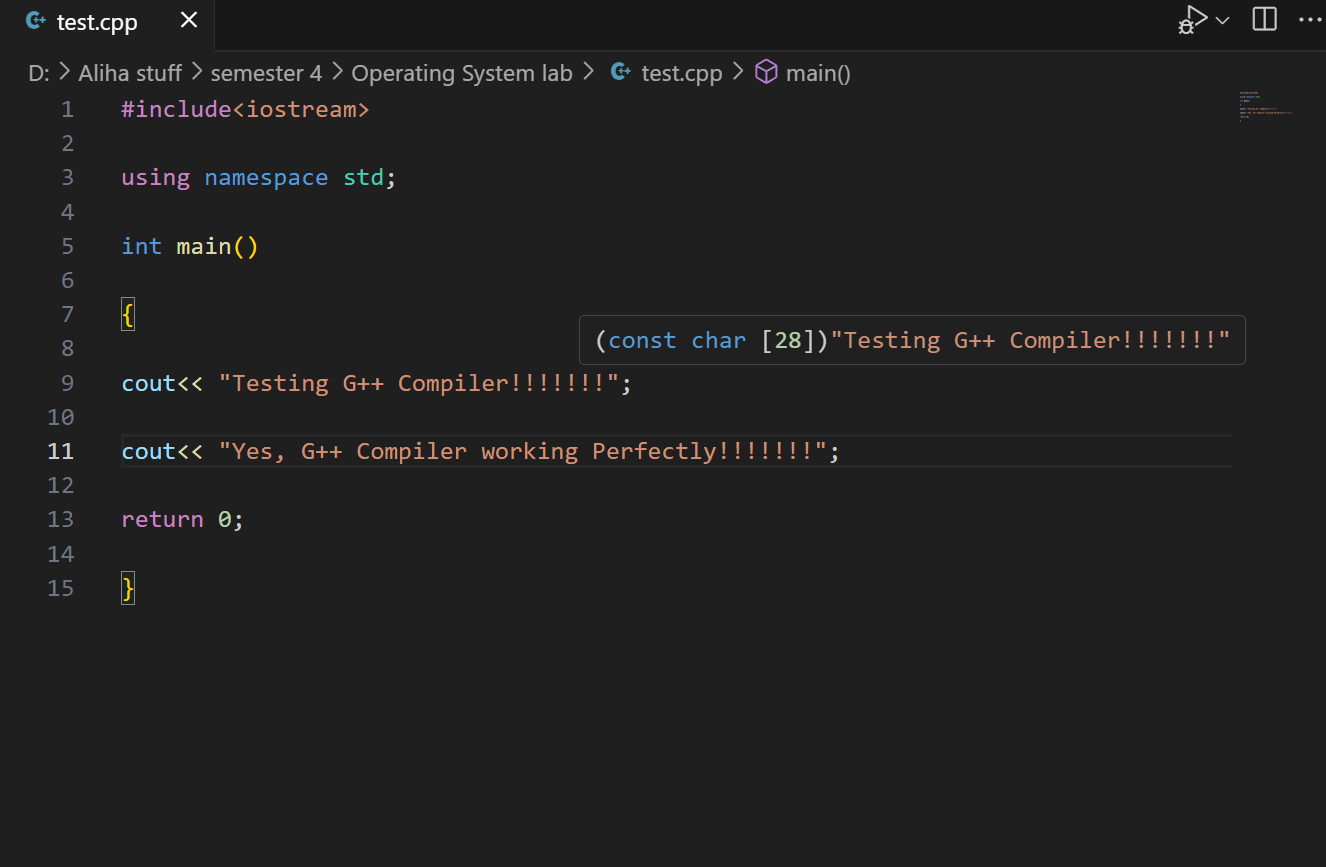 test.cpp
D: > Aliha stuff > semester 4 > Operating System lab > test.cpp > main()
1 #include<iostream>
2
3 using namespace std;
4
5 int main()
6
7 {
8
(const char [28])"Testing G++ Compiler!!!!!!!"
9 cout<< "Testing G++ Compiler!!!!!!!";
10
11 cout<< "Yes, G++ Compiler working Perfectly!!!!!!!";
12
13 return 0;
14
15 }